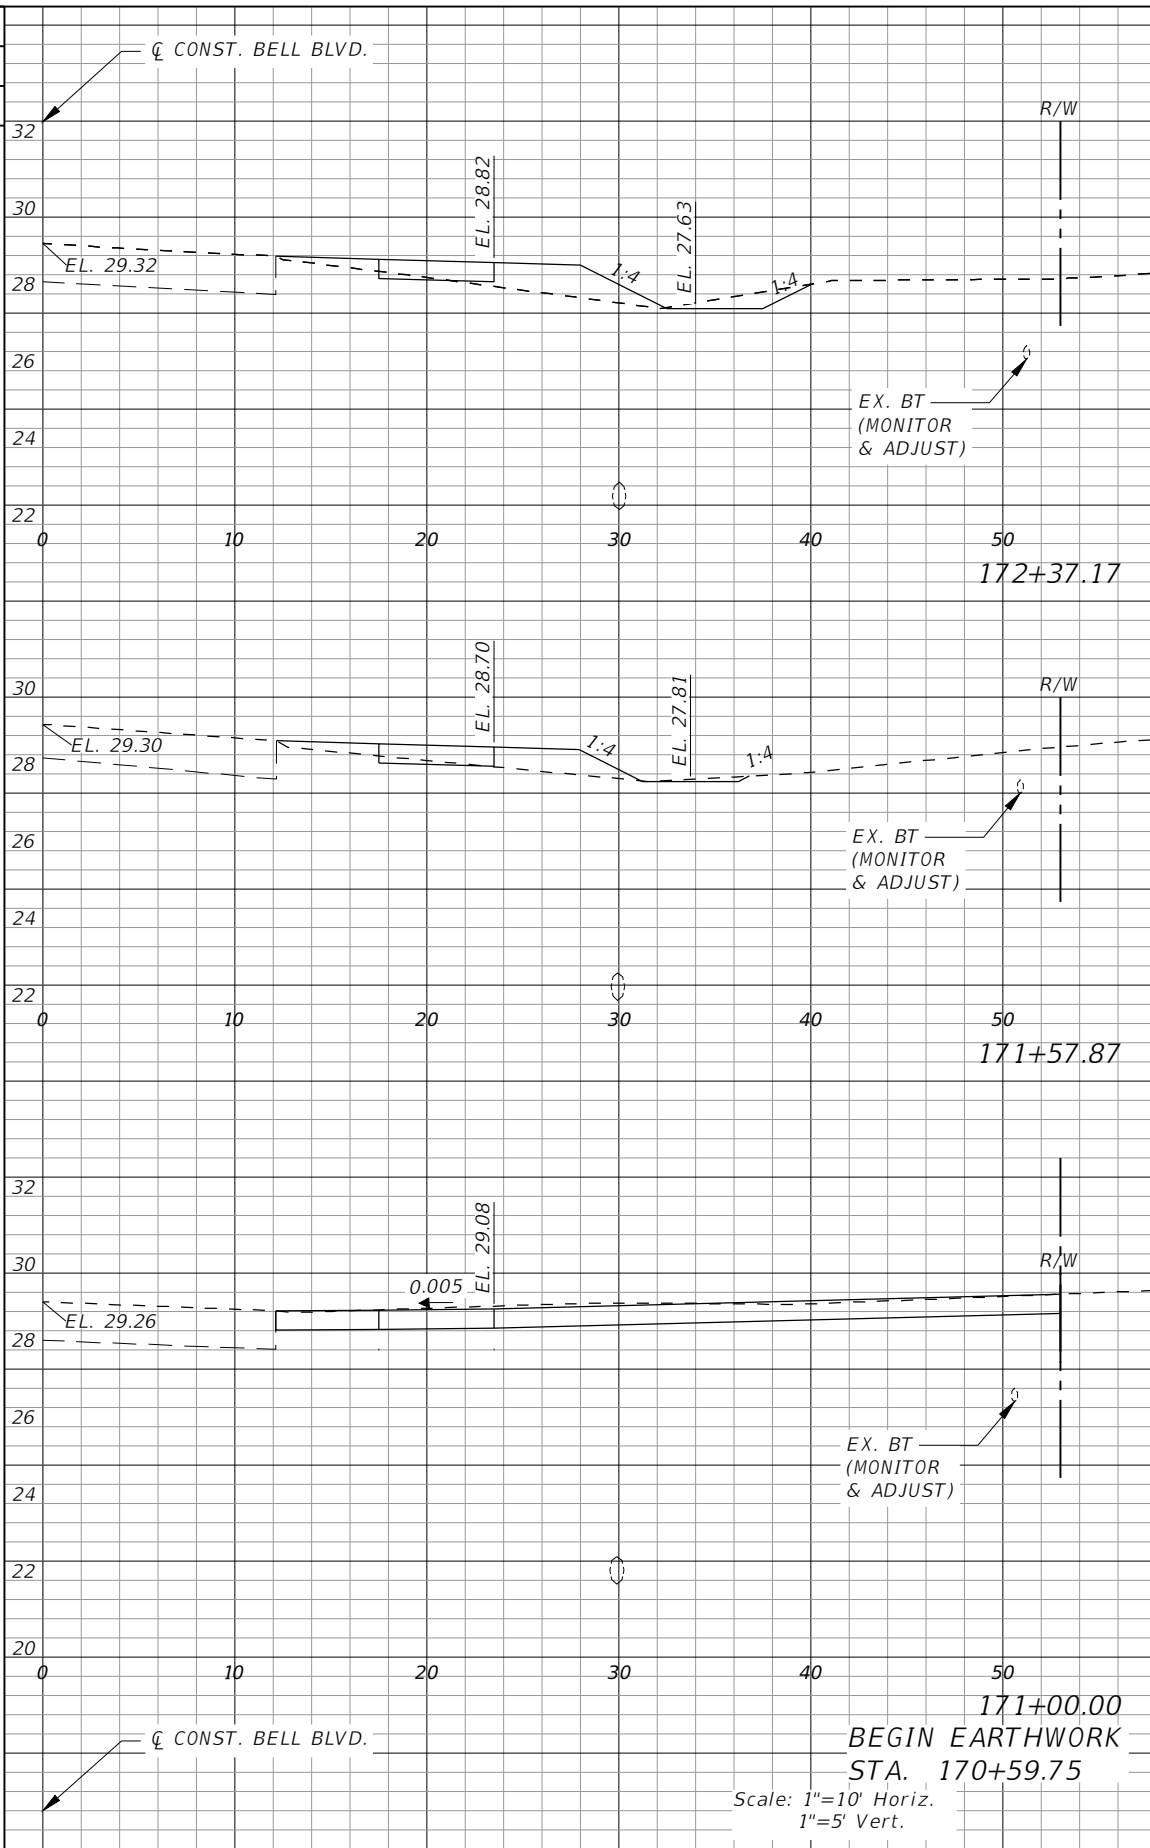 ℄ CONST. BELL BLVD.
R/W
32
30
28
26
24
22
EL. 28.82
EL. 27.63
EL. 29.32
1:4
1:4
EX. BT
(MONITOR
& ADJUST)
0 10 20 30 40 50
172+37.17
R/W
30
28
26
24
22
EL. 28.70
EL. 27.81
EL. 29.30
1:4
1:4
EX. BT
(MONITOR
& ADJUST)
0 10 20 30 40 50
171+57.87
32
30
28
26
24
22
20
EL. 29.08
0.005
R/W
EL. 29.26
EX. BT
(MONITOR
& ADJUST)
0 10 20 30 40 50
171+00.00
℄ CONST. BELL BLVD.
BEGIN EARTHWORK
STA. 170+59.75
Scale: 1"=10' Horiz.
1"=5' Vert.